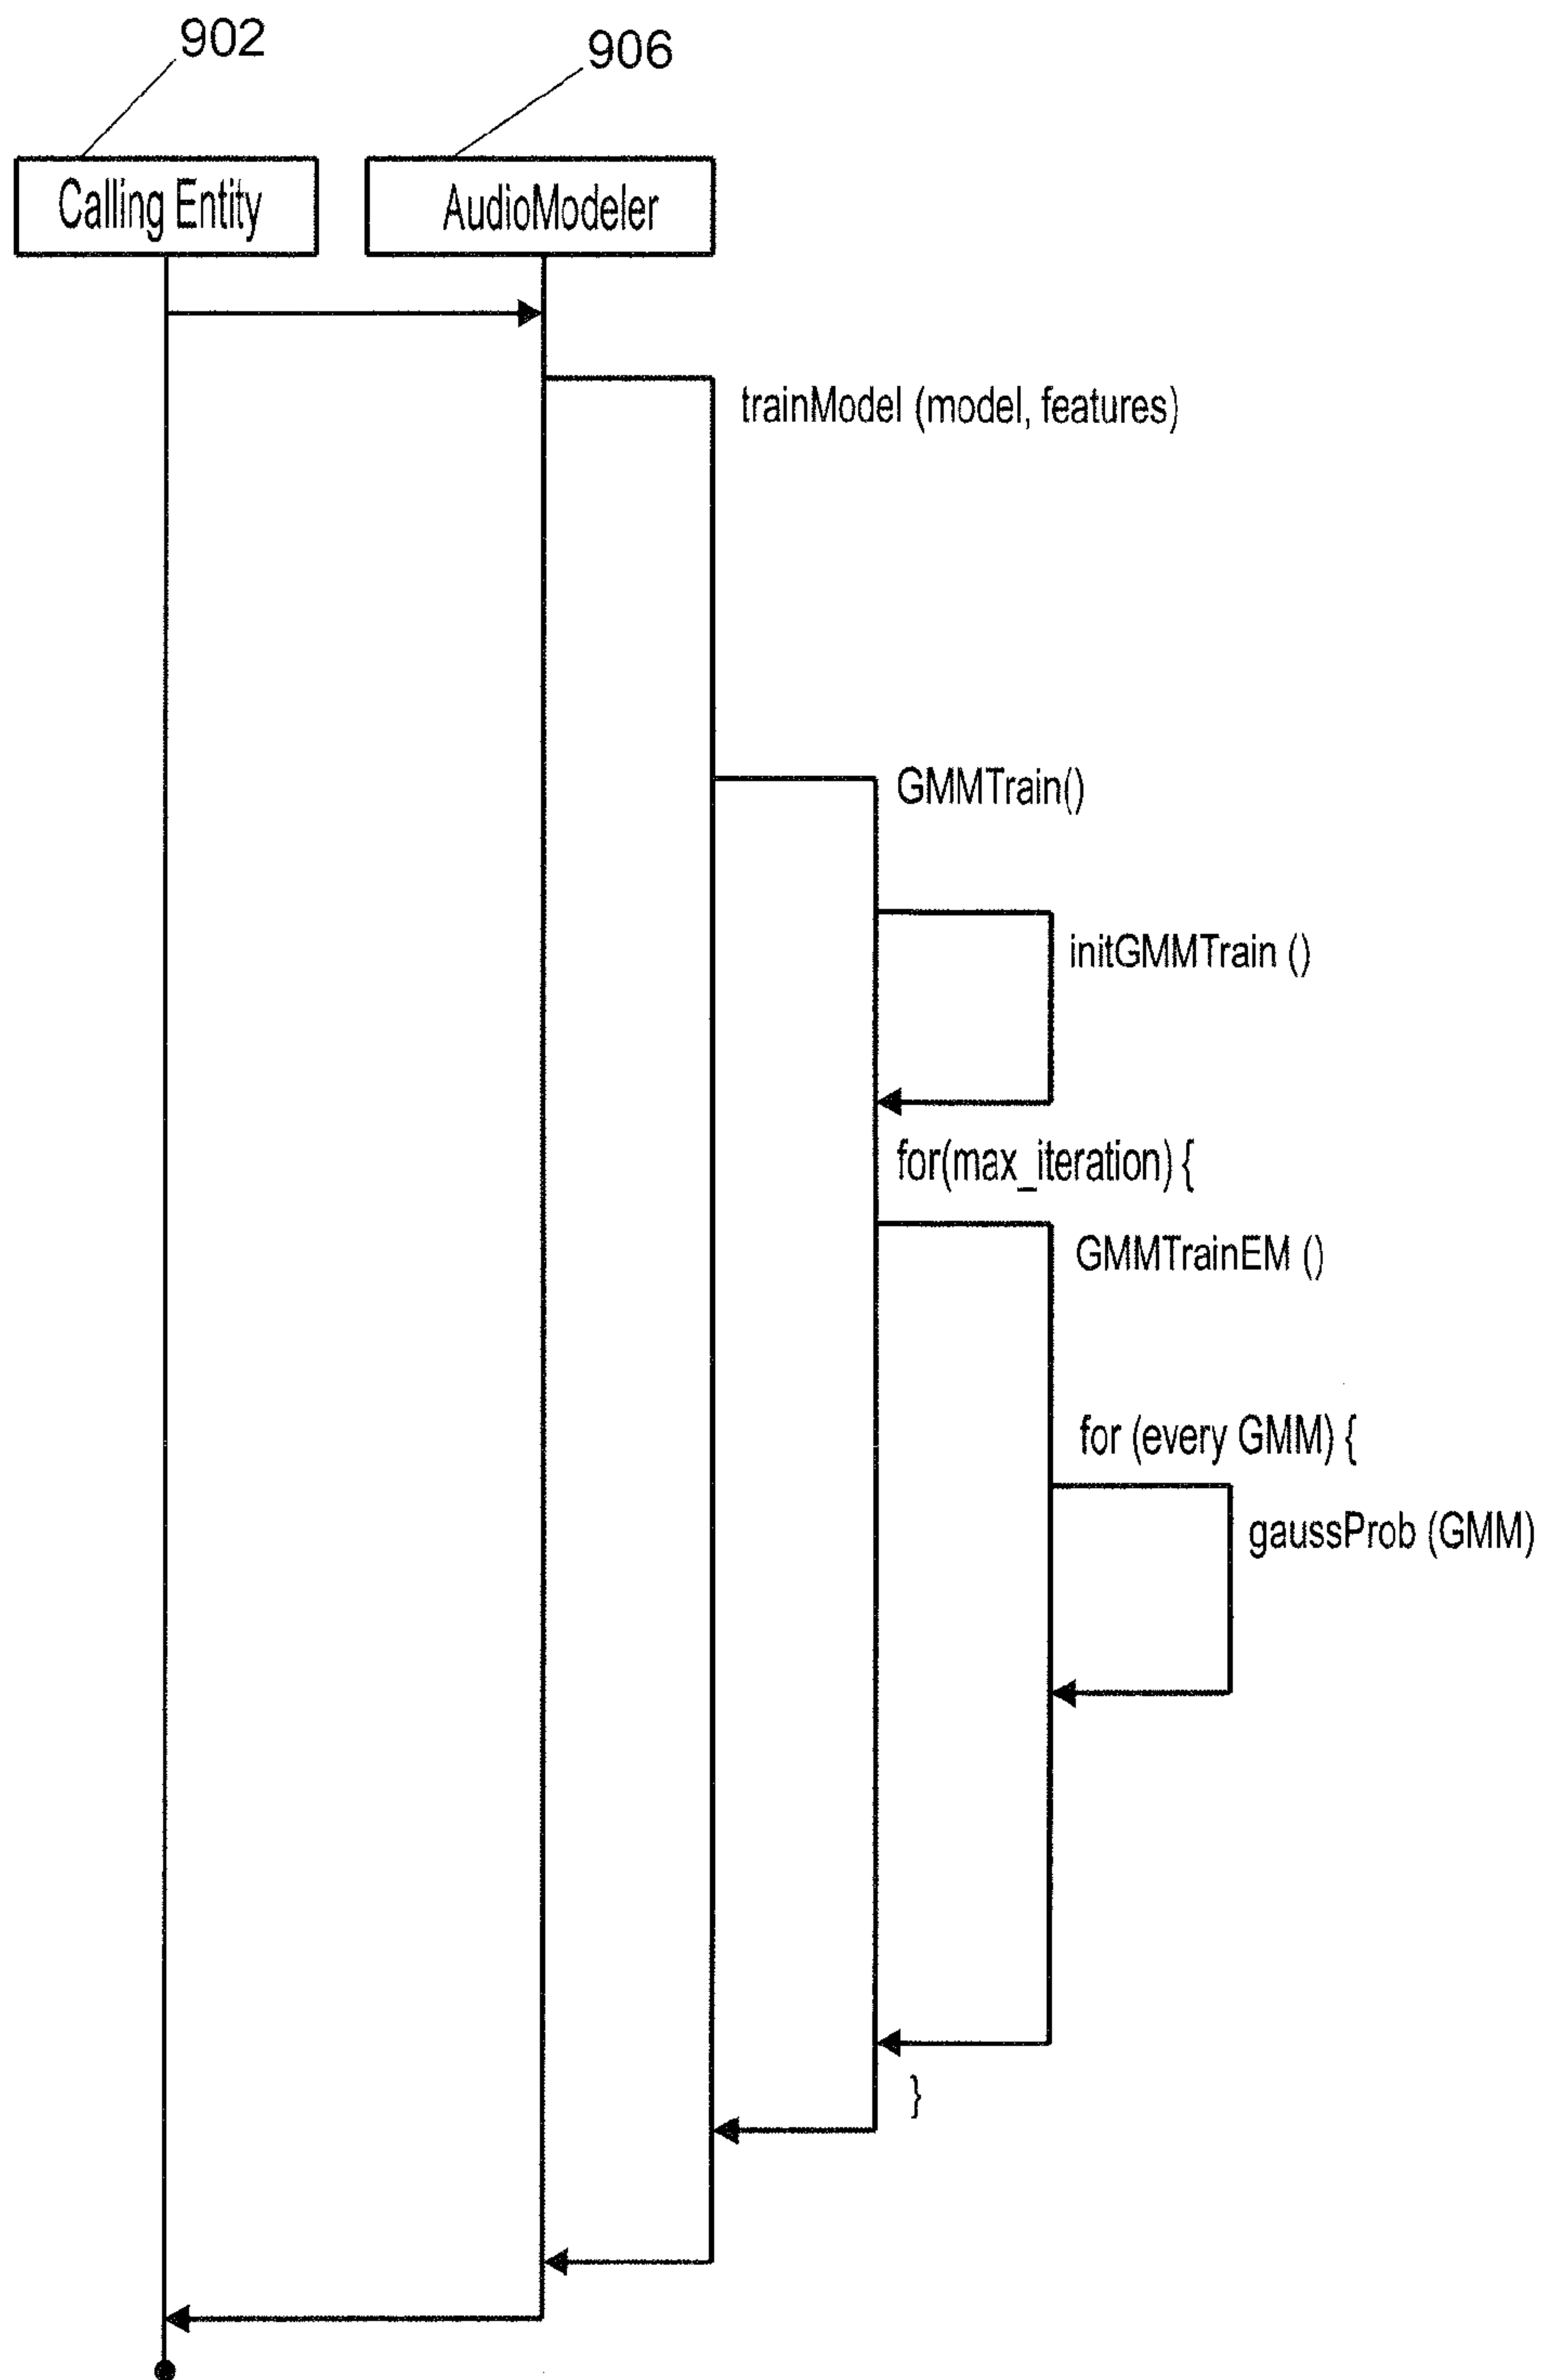 902
906
Calling Entity
AudioModeler
trainModel (model, features)
GMMTrain()
initGMMTrain ()
for(max_iteration) {
GMMTrainEM ()
for (every GMM) {
gaussProb (GMM)
}